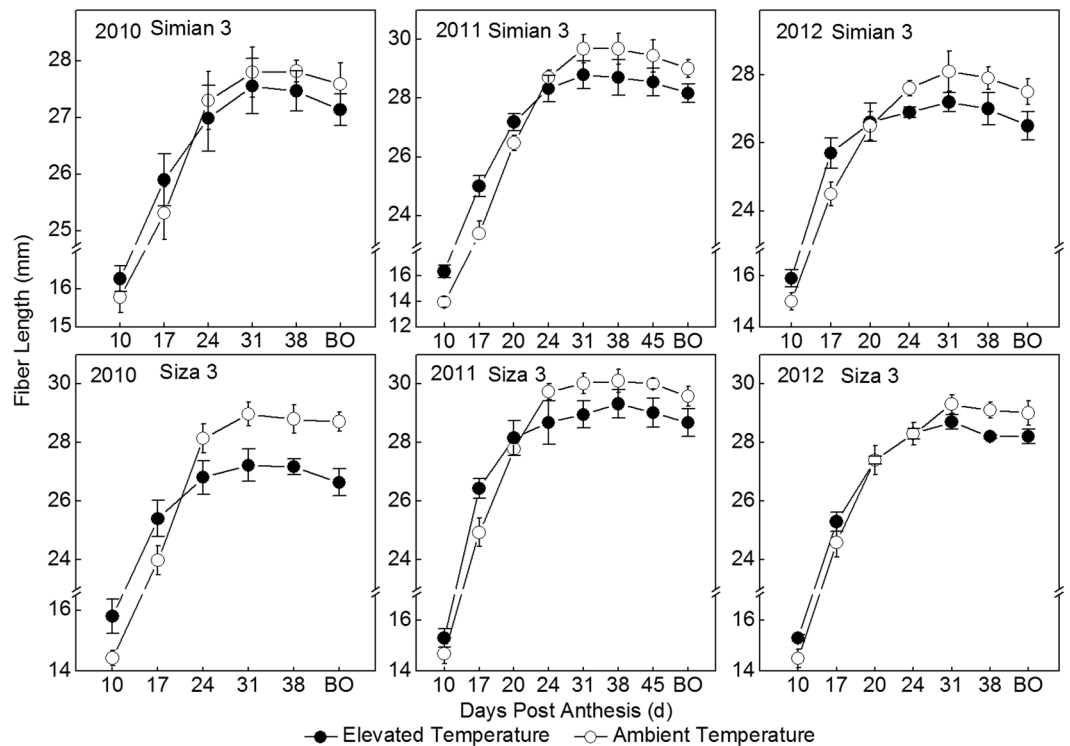 2010 Simian 3
28
27
26
25
16
15
10 17 24 31 38 BO
2011 Simian 3
30
28
26
24
16
14
12
10 17 20 24 31 38 45 BO
2012 Simian 3
28
26
24
16
14
10 17 20 24 31 38 BO
Fiber Length (mm)
2010 Siza 3
30
28
26
24
16
14
10 17 24 31 38 BO
2011 Siza 3
30
28
26
24
16
14
10 17 20 24 31 38 45 BO
2012 Siza 3
30
28
26
24
16
14
10 17 20 24 31 38 BO
Days Post Anthesis (d)
Elevated Temperature Ambient Temperature